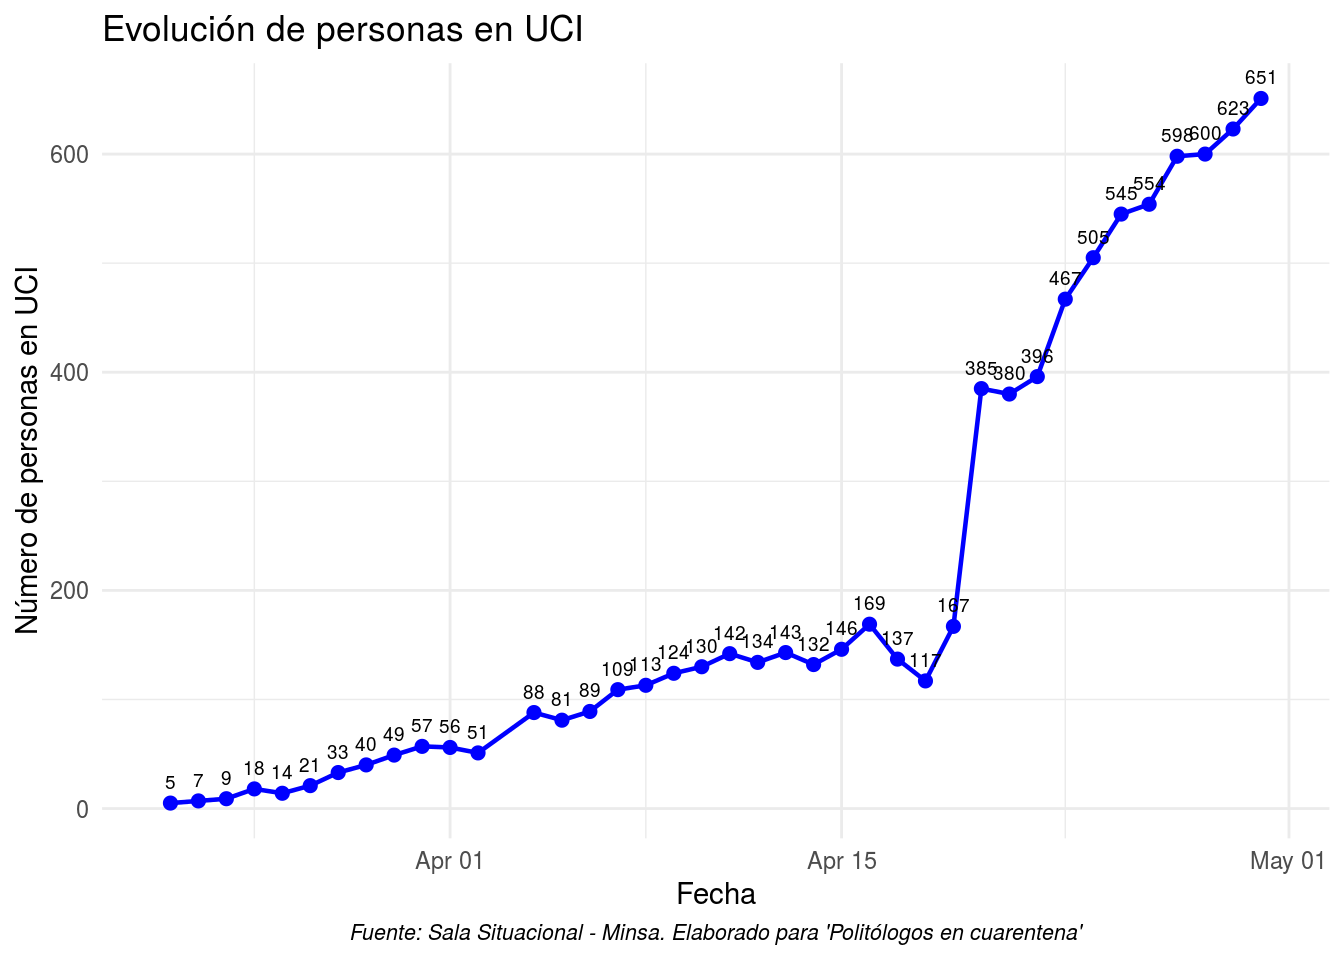 Evolución de personas en UCI
Número de personas en UCI
600
400
200
0
5 7 9 18 14 21 33 40 49 57 56 51 88 81 89 109 113 124 130 142 134 143 132 146 169 137 117 167 385 380 396 467 505 545 554 598 600 623 651
Apr 01 Apr 15 May 01
Fecha
Fuente: Sala Situacional - Minsa. Elaborado para 'Politólogos en cuarentena'